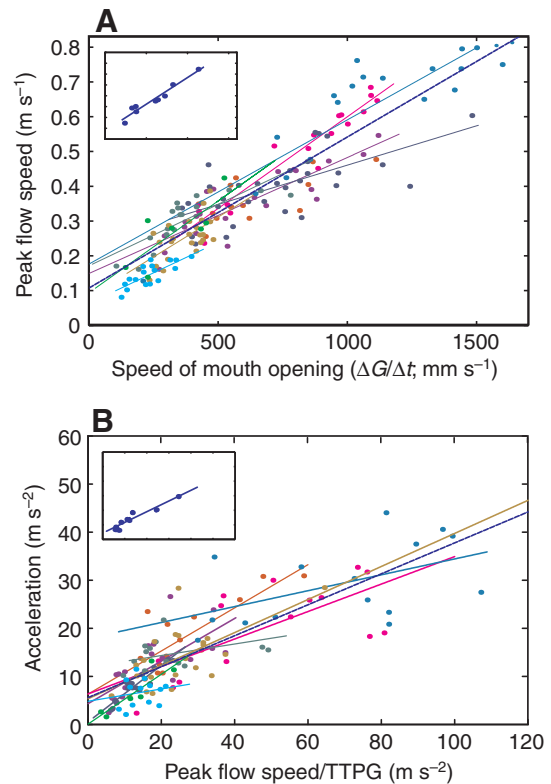 A
0.8
0.7
0.6
0.5
0.4
0.3
0.2
0.1
0
Peak flow speed (m s⁻¹)
0 500 1000 1500
Speed of mouth opening (ΔG/Δt; mm s⁻¹)
B
60
50
40
30
20
10
0
Acceleration (m s⁻²)
0 20 40 60 80 100 120
Peak flow speed/TTPG (m s⁻²)